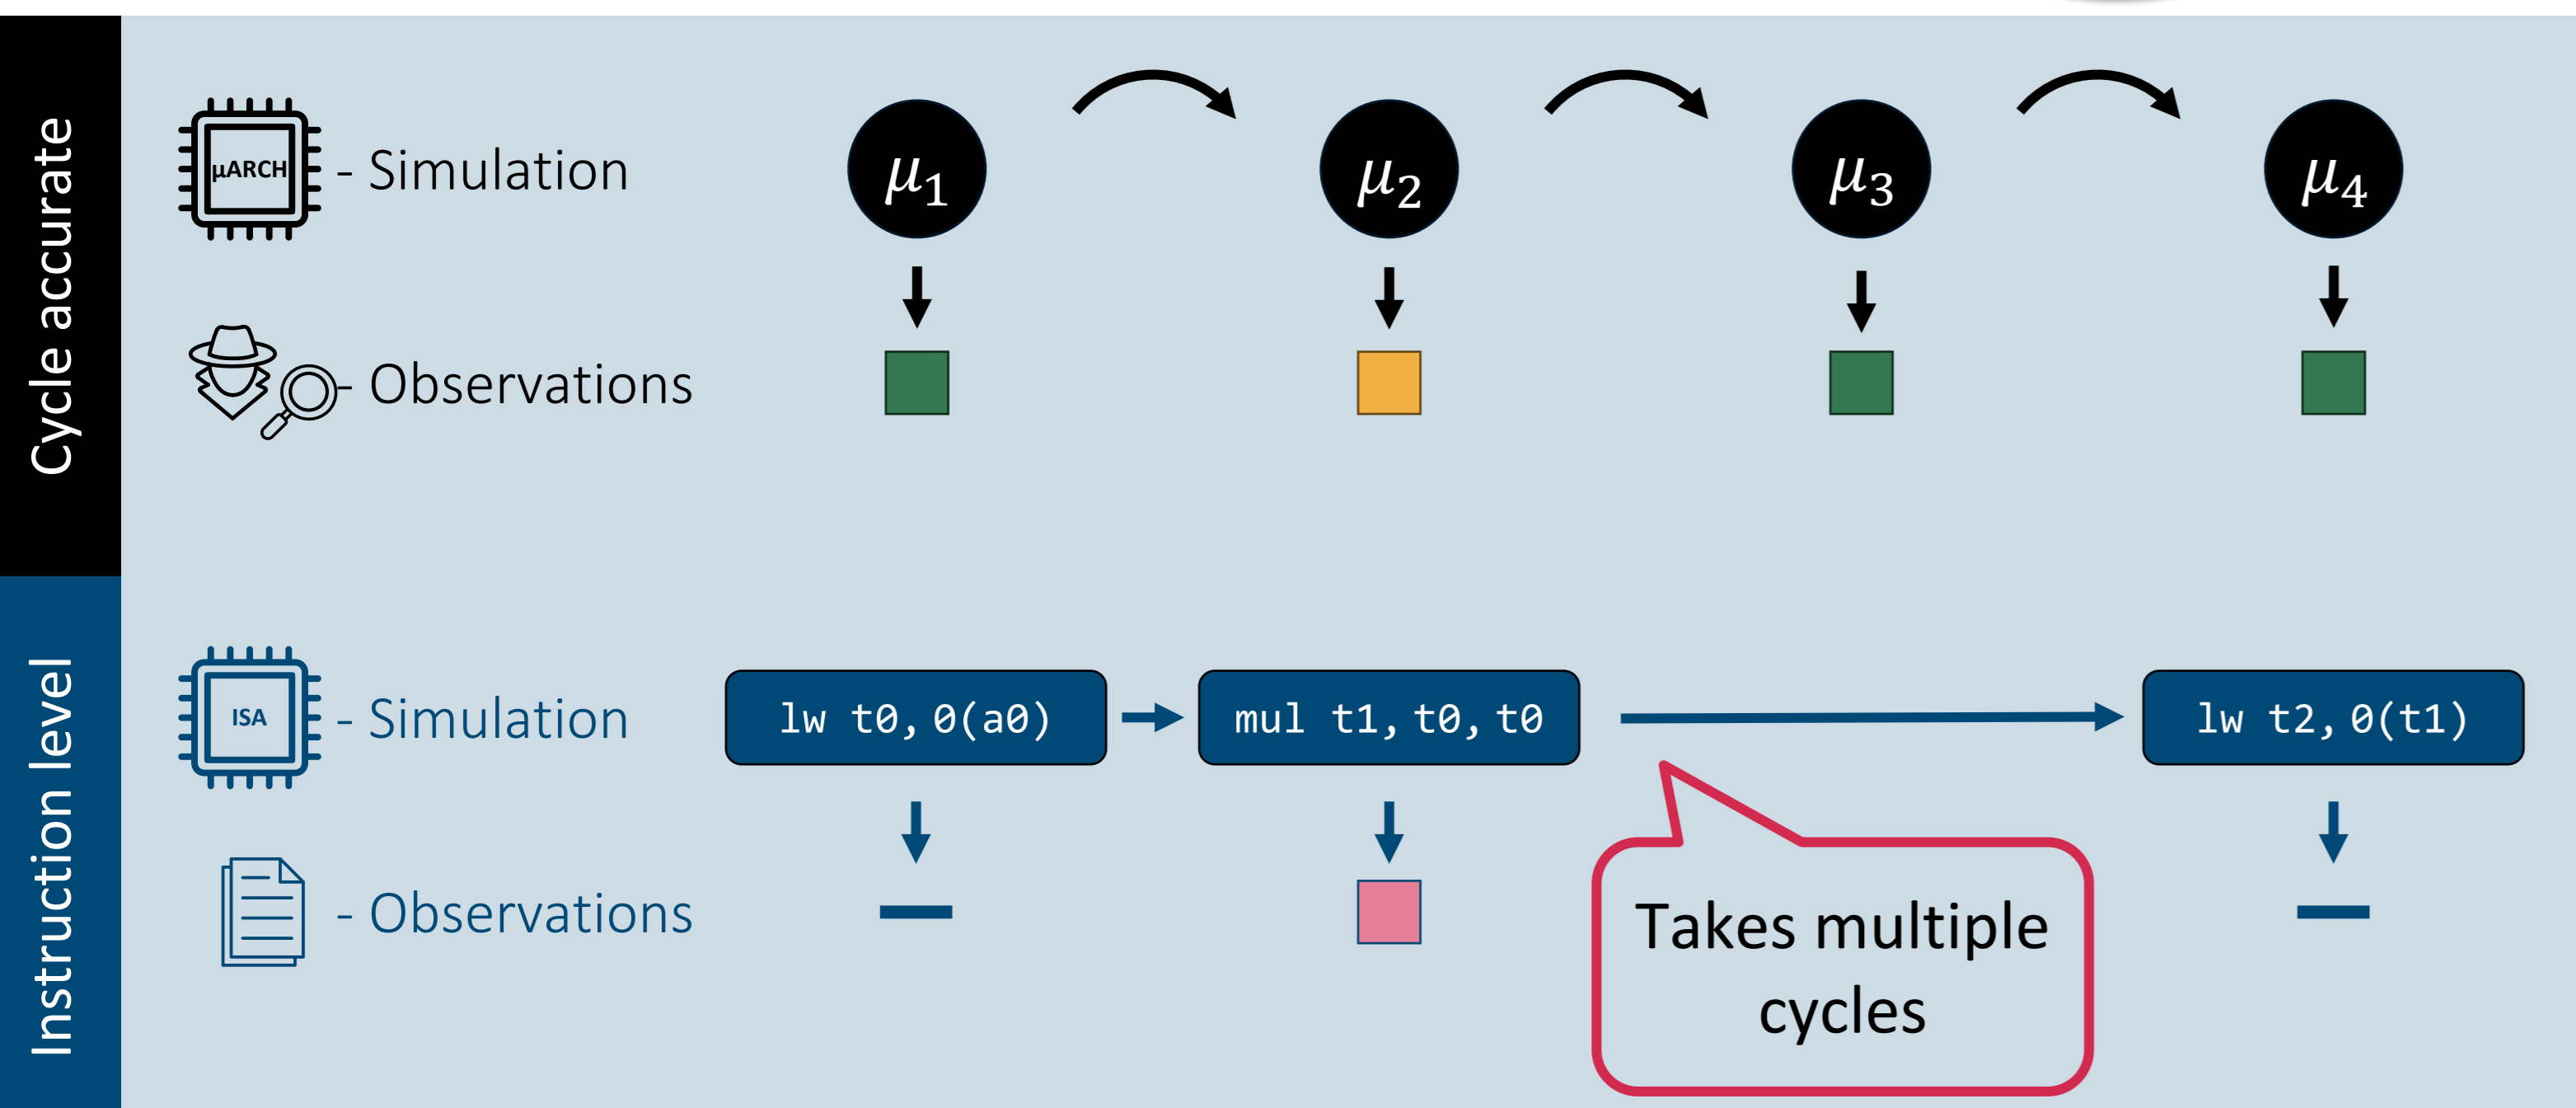 Cycle accurate
µARCH
- Simulation
μ1
μ2
μ3
μ4
- Observations
Instruction level
ISA
- Simulation
lw t0, 0(a0)
mul t1, t0, t0
lw t2, 0(t1)
- Observations
Takes multiple
cycles